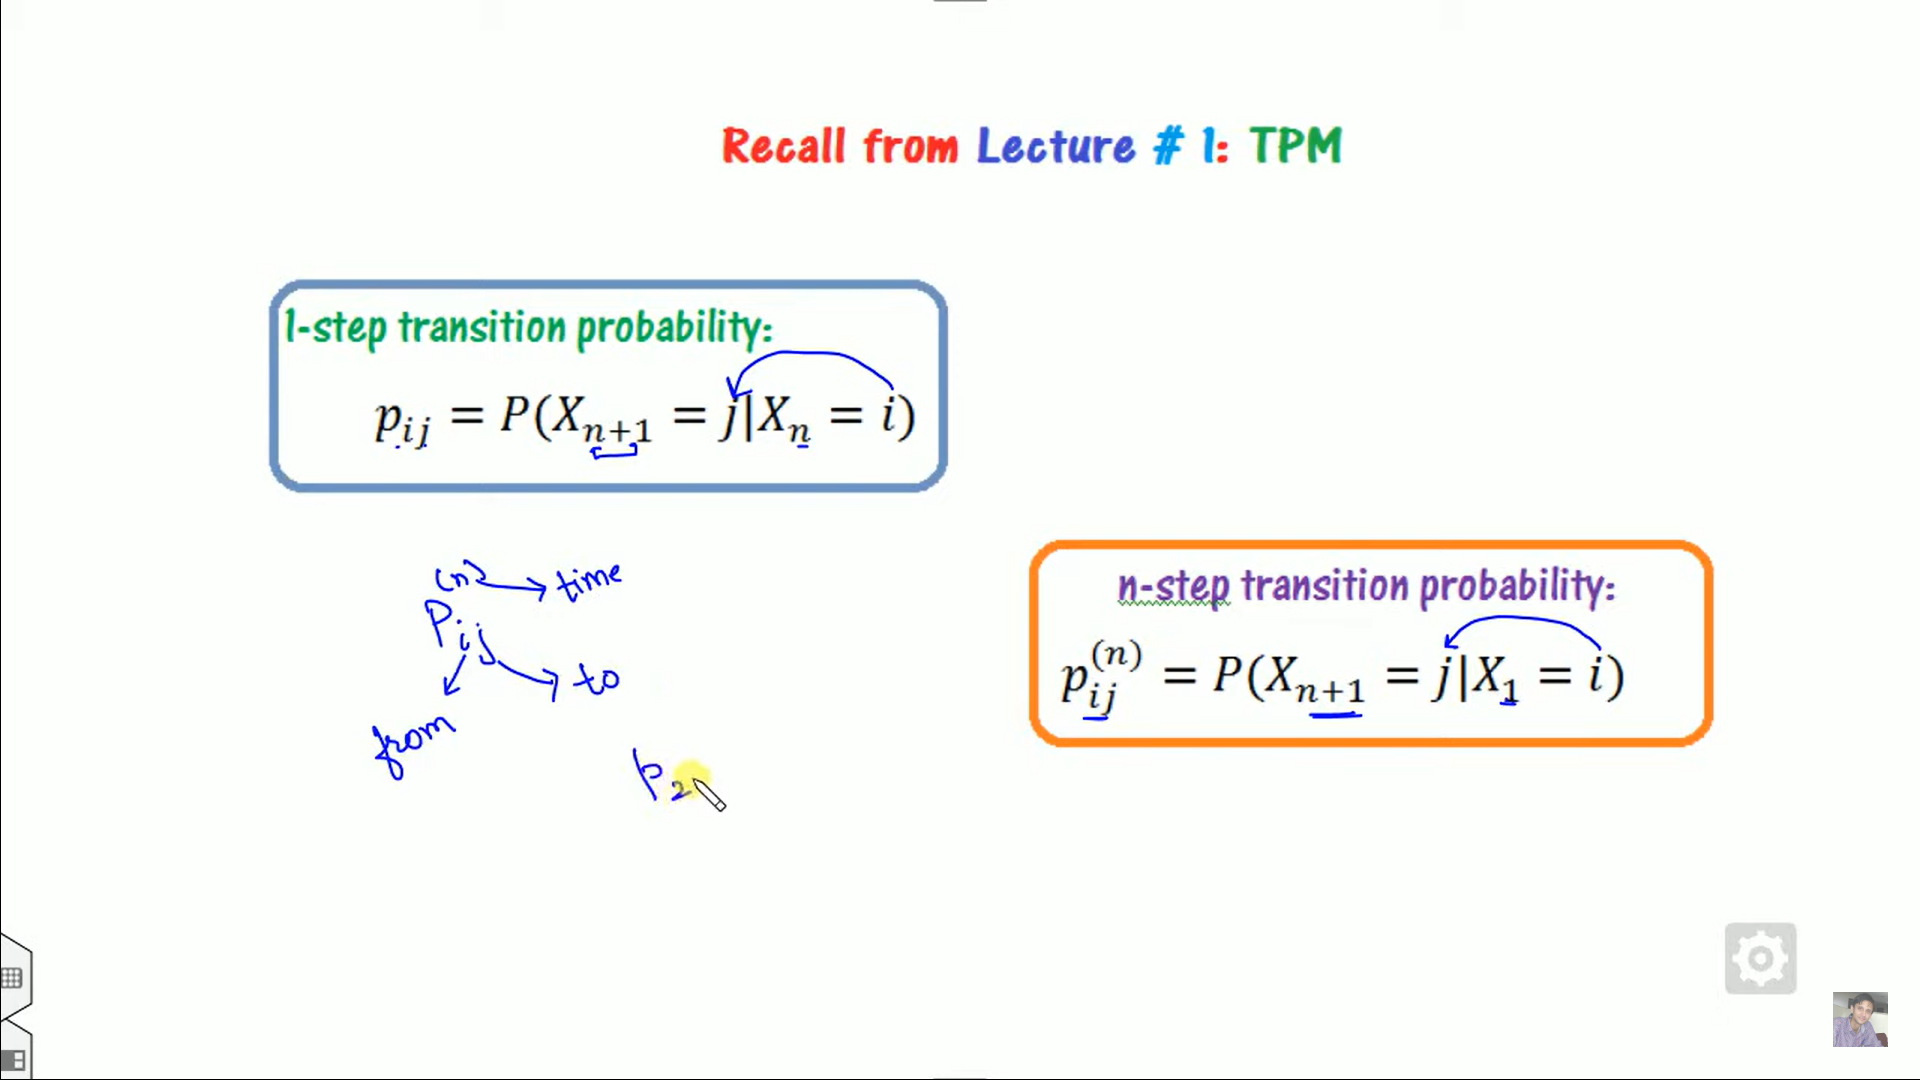 Recall from Lecture # 1: TPM
1-step transition probability:
p_{ij} = P(X_{n+1} = j|X_n = i)
(n) → time
P_{ij}
→ to
from
p_2
n-step transition probability:
p_{ij}^{(n)} = P(X_{n+1} = j|X_1 = i)